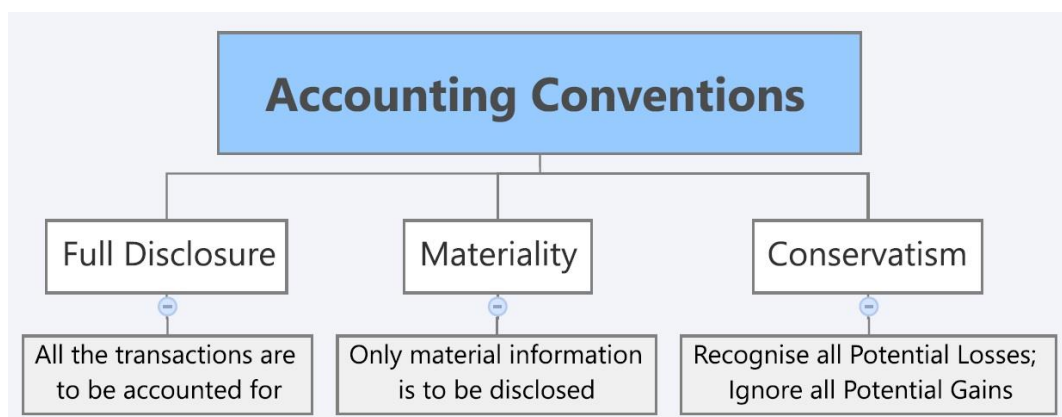 Accounting Conventions
Full Disclosure
Materiality
Conservatism
All the transactions are
to be accounted for
Only material information
is to be disclosed
Recognise all Potential Losses;
Ignore all Potential Gains